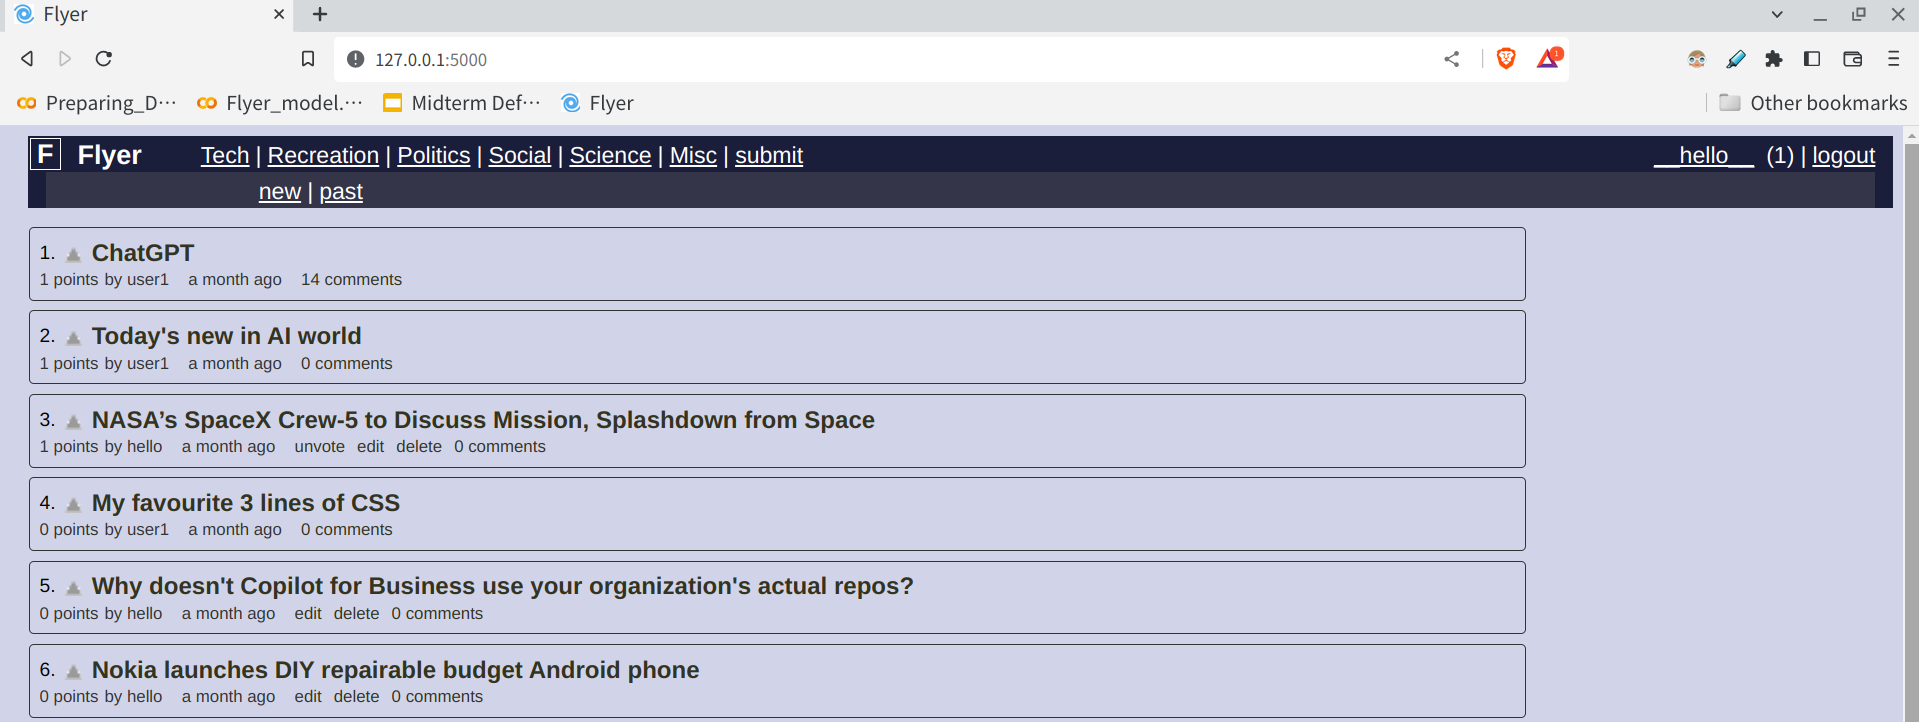 Flyer
127.0.0.1:5000
1
Preparing_D··· Flyer_model.··· Midterm Def··· Flyer Other bookmarks
F Flyer Tech | Recreation | Politics | Social | Science | Misc | submit __hello__ (1) | logout
new | past
1. ChatGPT
1 points by user1 a month ago 14 comments
2. Today's new in AI world
1 points by user1 a month ago 0 comments
3. NASA’s SpaceX Crew-5 to Discuss Mission, Splashdown from Space
1 points by hello a month ago unvote edit delete 0 comments
4. My favourite 3 lines of CSS
0 points by user1 a month ago 0 comments
5. Why doesn't Copilot for Business use your organization's actual repos?
0 points by hello a month ago edit delete 0 comments
6. Nokia launches DIY repairable budget Android phone
0 points by hello a month ago edit delete 0 comments